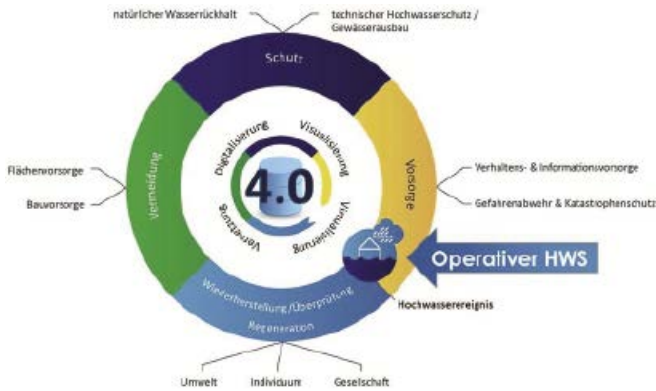 natürlicher Wasserrückhalt
technischer Hochwasserschutz /
Gewässerausbau
Schutz
Digitalisierung
Visualisierung
4.0
Vernetzung
Visualisierung
Vermeidung
Flächenvorsorge
Bauvorsorge
Vorsorge
Verhaltens- & Informationsvorsorge
Gefahrenabwehr & Katastrophenschutz
Operativer HWS
Hochwasserereignis
Wiederherstellung/Überprüfung
Regeneration
Umwelt
Individuum
Gesellschaft